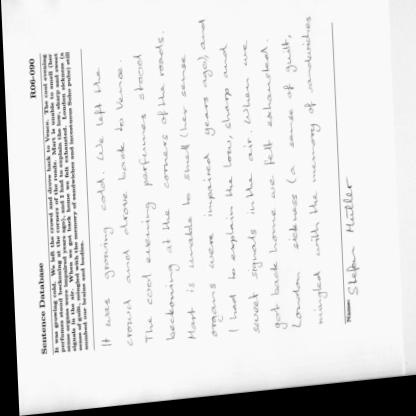 Sentence Database
R06-090
It was growing cold. We left the crowd and drove back to Venice. The cool evening
perfumes stood beckoning at the corners of the roads. Mart is unable to smell (her
sense organs were impaired years ago), and I had to explain the low, sharp and sweet
signals in the air. When we got back home we felt exhausted. London sickness (a
sense of guilt, mingled with the memory of sandwiches and incessant Soho pulse) still
numbed our brains and bodies.
It was growing cold. We left the
crowd and drove back to Venice.
The cool evening perfumes stood
beckoning at the corners of the roads.
Mart is unable to smell (her sense
organs were impaired years ago) and
I had to explain the low, sharp and
sweet signals in the air. When we
got back home we felt exhausted.
London sickness (a sense of guilt,
mingled with the memory of sandwiches
Name:
Stefan Müller